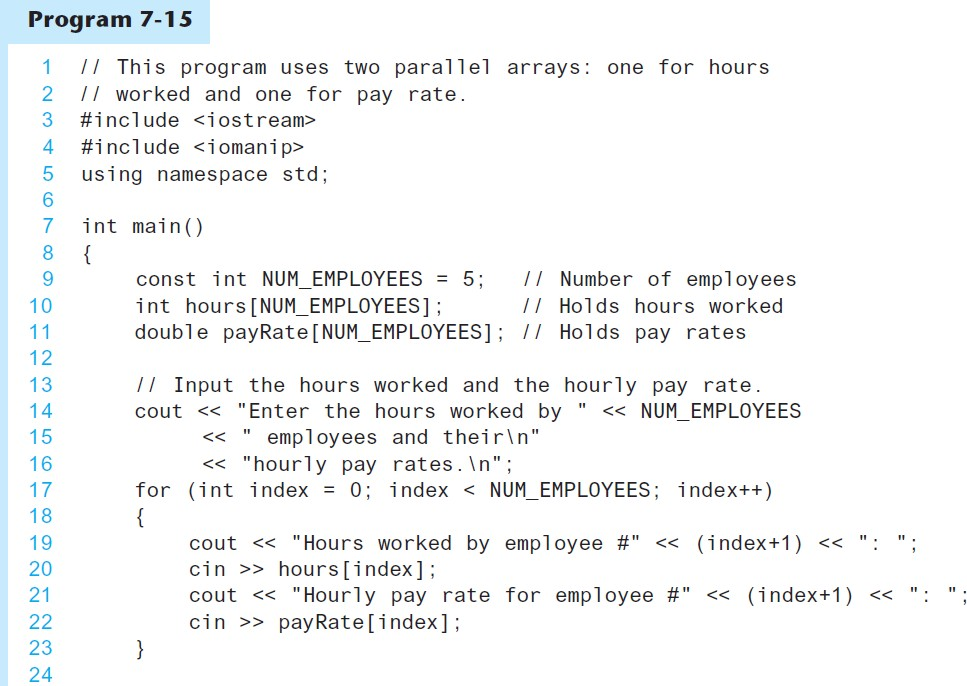 Program 7-15
1 // This program uses two parallel arrays: one for hours
2 // worked and one for pay rate.
3 #include <iostream>
4 #include <iomanip>
5 using namespace std;
6
7 int main()
8 {
9 const int NUM_EMPLOYEES = 5; // Number of employees
10 int hours[NUM_EMPLOYEES]; // Holds hours worked
11 double payRate[NUM_EMPLOYEES]; // Holds pay rates
12
13 // Input the hours worked and the hourly pay rate.
14 cout << "Enter the hours worked by " << NUM_EMPLOYEES
15 << " employees and their\n"
16 << "hourly pay rates.\n";
17 for (int index = 0; index < NUM_EMPLOYEES; index++)
18 {
19 cout << "Hours worked by employee #" << (index+1) << ": ";
20 cin >> hours[index];
21 cout << "Hourly pay rate for employee #" << (index+1) << ": ";
22 cin >> payRate[index];
23 }
24